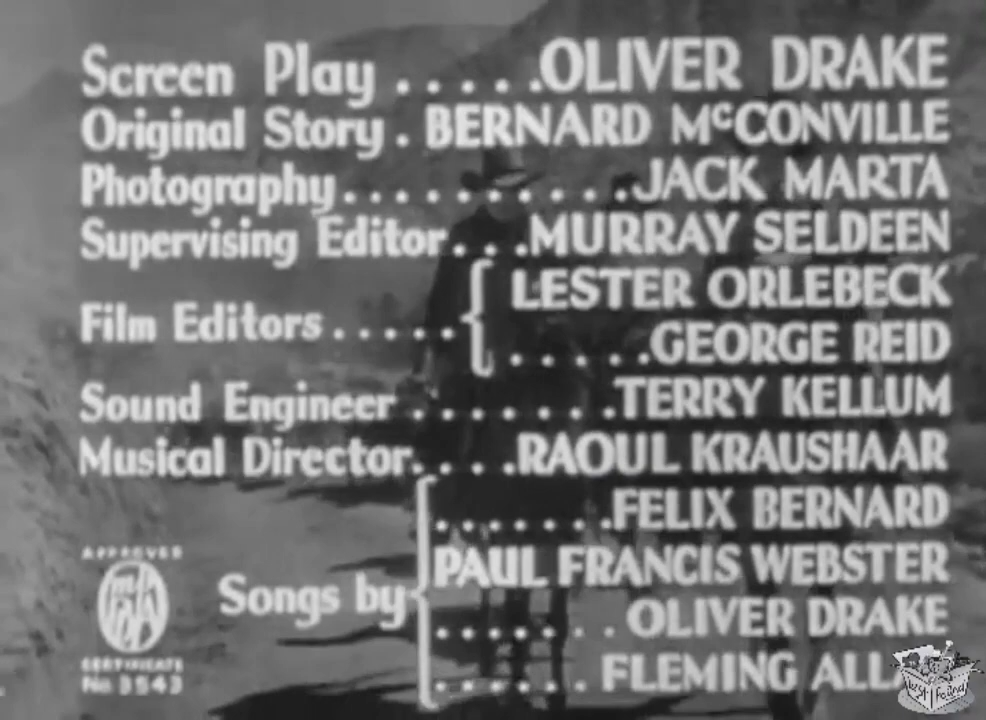 Screen Play . . . . . OLIVER DRAKE
Original Story . BERNARD McCONVILLE
Photography . . . . . . . . . . JACK MARTA
Supervising Editor . . . MURRAY SELDEEN
LESTER ORLEBECK
Film Editors . . . . .
. . . . . GEORGE REID
Sound Engineer . . . . . . . TERRY KELLUM
Musical Director . . . . RAOUL KRAUSHAAR
. . . . . . . FELIX BERNARD
PAUL FRANCIS WEBSTER
Songs by
. . . . . . . OLIVER DRAKE
. . . . . . FLEMING
APPROVED
CERTIFICATE
No. 3543